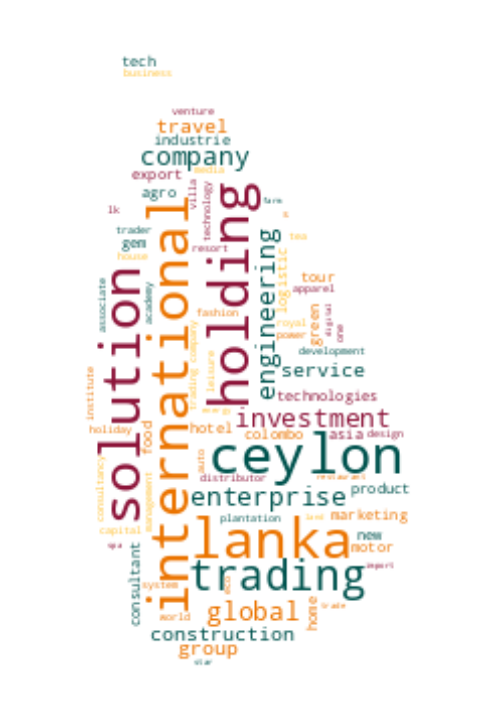 tech
business
venture
travel
industrie
company
media
export
villa
technology
holding
agro
farm
international
lk
s
trader
gem
engineering
tea
resort
house
logistic
solution
tour
apparel
associate
academy
fashion
green
digital
one
royal
power
trading company
development
leisure
service
institute
technologies
investment
holiday
food
hotel
colombo
asia
design
ceylon
auto
consultancy
management
distributor
restaurant
enterprise
product
plantation
marketing
capital
lanka
new
spa
motor
consultant
trading
import
system
eco
global
home
trade
world
construction
group
star